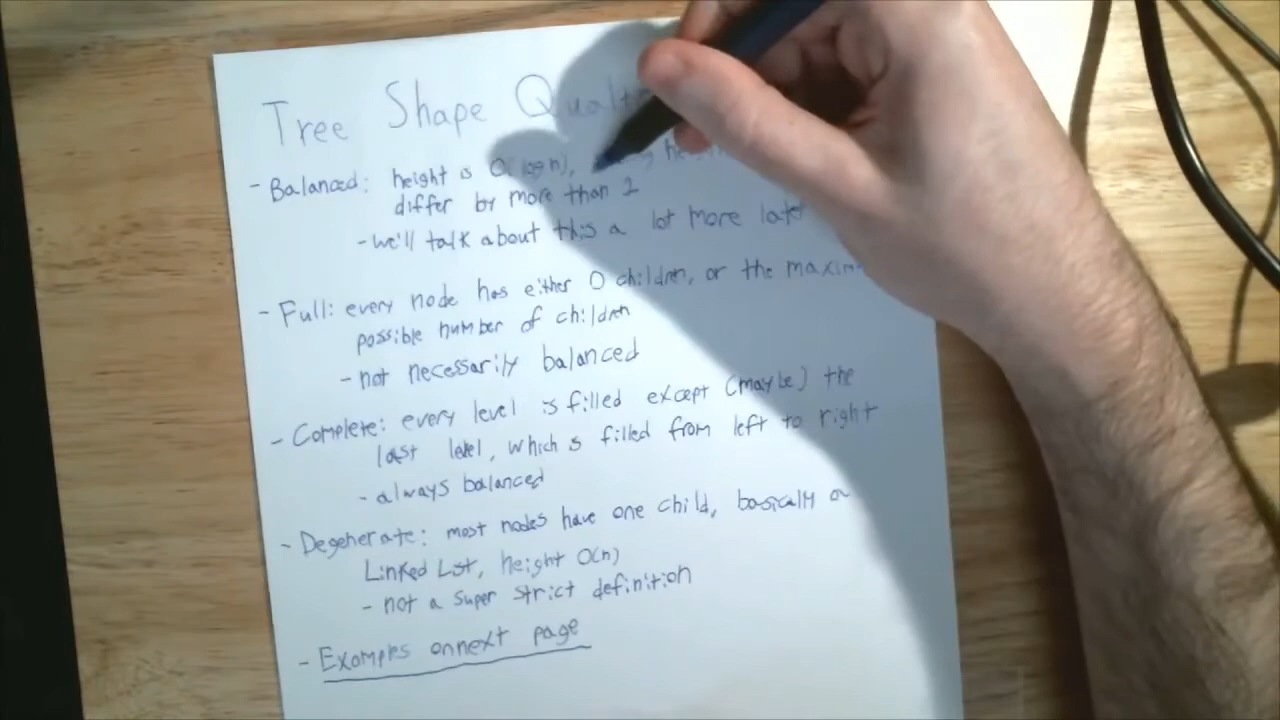 Tree Shape
- Balanced: height is O(log n),
differ by more than 1
- we'll talk about this a lot more later
- Full: every node has either 0 children, or the
possible number of children
- not necessarily balanced
- Complete: every level is filled except (maybe) the
last level, which is filled from left to right
- always balanced
- Degenerate: most nodes have one child, basically a
Linked List, height O(n)
- not a super strict definition
- Examples on next page